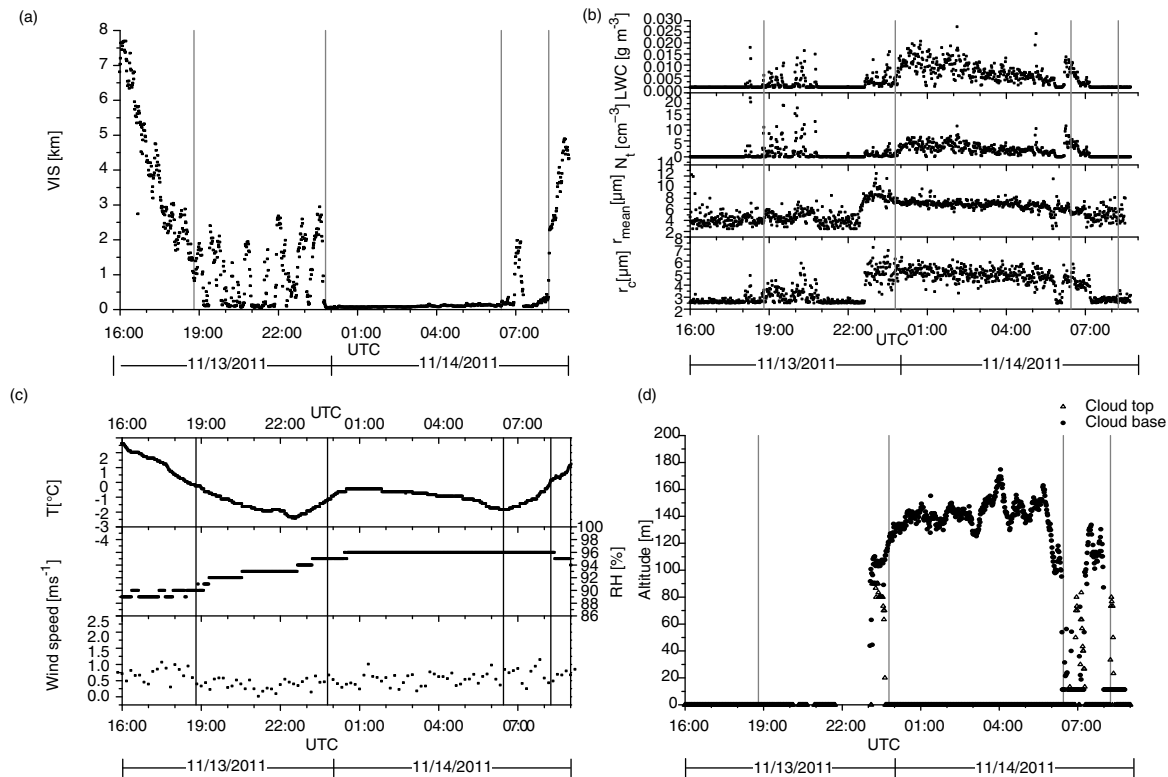 (a)
8
7
6
5
4
3
2
1
0
VIS [km]
16:00 19:00 22:00 01:00 04:00 07:00
UTC
11/13/2011 11/14/2011
(b)
0.030
0.025
0.020
0.015
0.010
0.005
0.000
LWC [g m-3]
20
15
10
5
0
Nt [cm-3]
14
12
10
8
6
4
2
rmean[μm]
8
7
6
5
4
3
2
rc[μm]
16:00 19:00 22:00 01:00 04:00 07:00
UTC
11/13/2011 11/14/2011
(c)
UTC
16:00 19:00 22:00 01:00 04:00 07:00
2
1
0
-1
-2
-3
-4
T[°C]
100
98
96
94
92
90
88
86
RH [%]
2.5
2.0
1.5
1.0
0.5
0.0
Wind speed [ms-1]
16:00 19:00 22:00 01:00 04:00 07:00
UTC
11/13/2011 11/14/2011
(d)
Cloud top
Cloud base
200
180
160
140
120
100
80
60
40
20
0
Altitude [m]
16:00 19:00 22:00 01:00 04:00 07:00
UTC
11/13/2011 11/14/2011